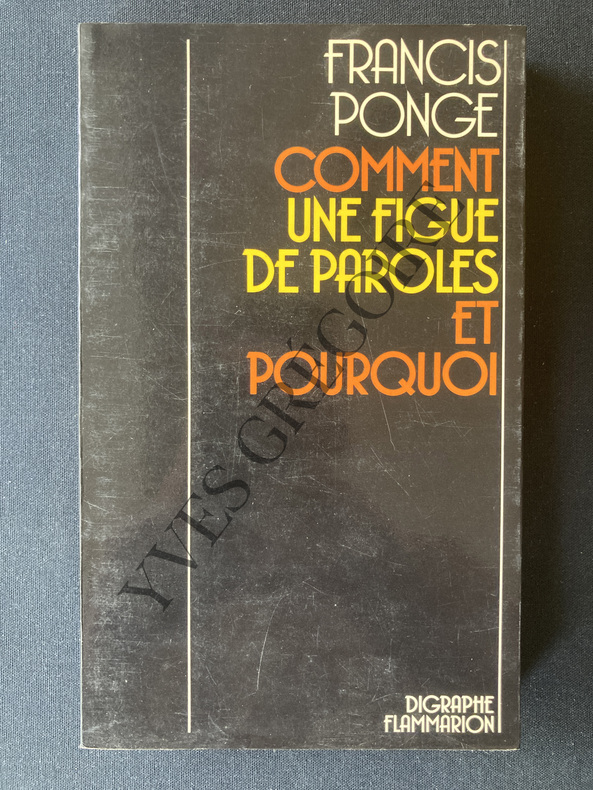 FRANCIS
PONGE
COMMENT
UNE FIGUE
DE PAROLES
ET
POURQUOI
YVES GRÉGOIRE
DIGRAPHE
FLAMMARION